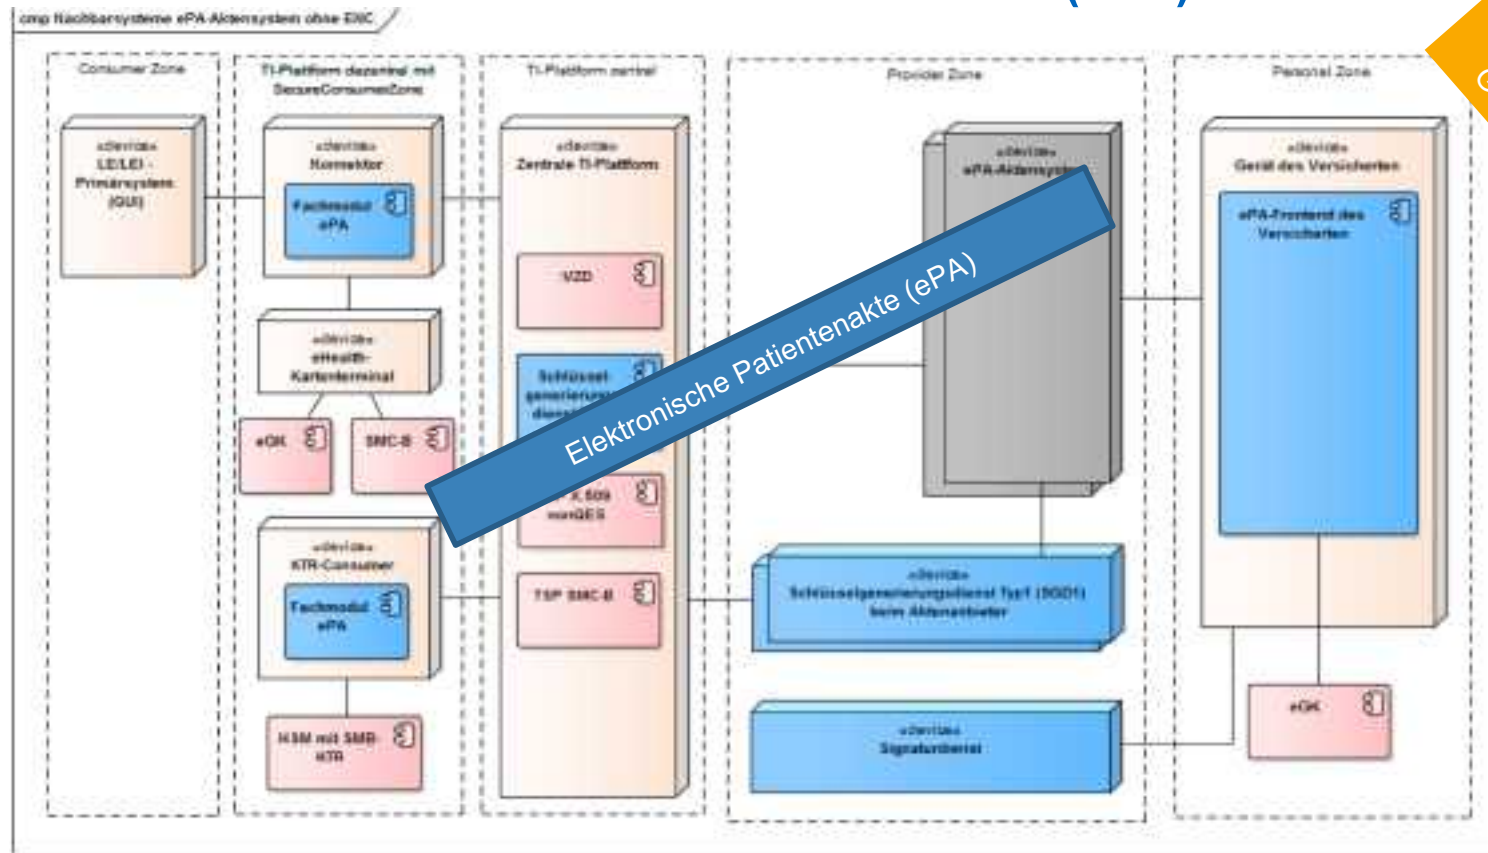 cmp Nachbarsysteme ePA-Aktensystem ohne ENC
Consumer Zone
«device»
LE/LEI -
Primärsystem
(GUI)
TI-Plattform dezentral mit
SecureConsumerZone
«device»
Konnektor
Fachmodul
ePA
«device»
eHealth-
Kartenterminal
eGK
SMC-B
«device»
KTR-Consumer
Fachmodul
ePA
HSM mit SMB-
KTR
TI-Plattform zentral
«device»
Zentrale TI-Plattform
VZD
Schlüssel-
X.509
nonQES
TSP SMC-B
Provider Zone
«device»
ePA-Aktensystem
Elektronische Patientenakte (ePA)
«device»
Schlüsselgenerierungsdienst Typ1 (SGD1)
beim Aktenanbieter
«device»
Signaturdienst
Personal Zone
«device»
Gerät des Versicherten
ePA-Frontend des
Versicherten
eGK